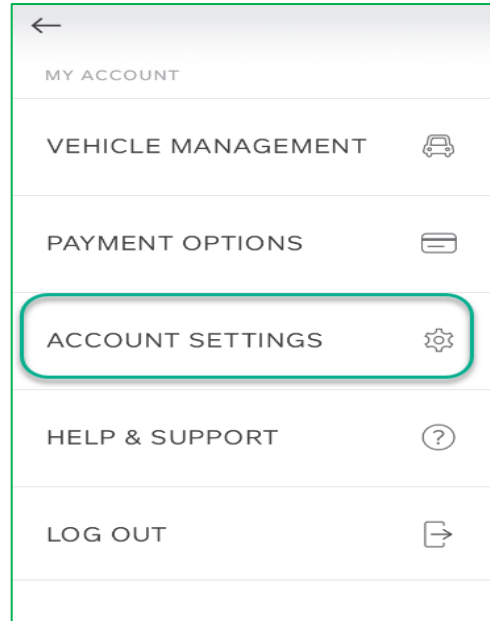 MY ACCOUNT
VEHICLE MANAGEMENT
PAYMENT OPTIONS
ACCOUNT SETTINGS
HELP & SUPPORT
LOG OUT